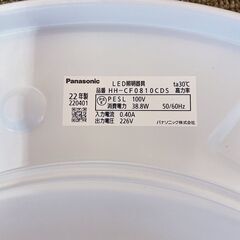 Panasonic LED照明器具 ta30℃
22年製 品番 HH-CF0810CDS 高力率
220401 PSE PESL 100V
消費電力 38.8W 50/60Hz
入力電流 0.40A
出力電圧 226V パナソニック株式会社